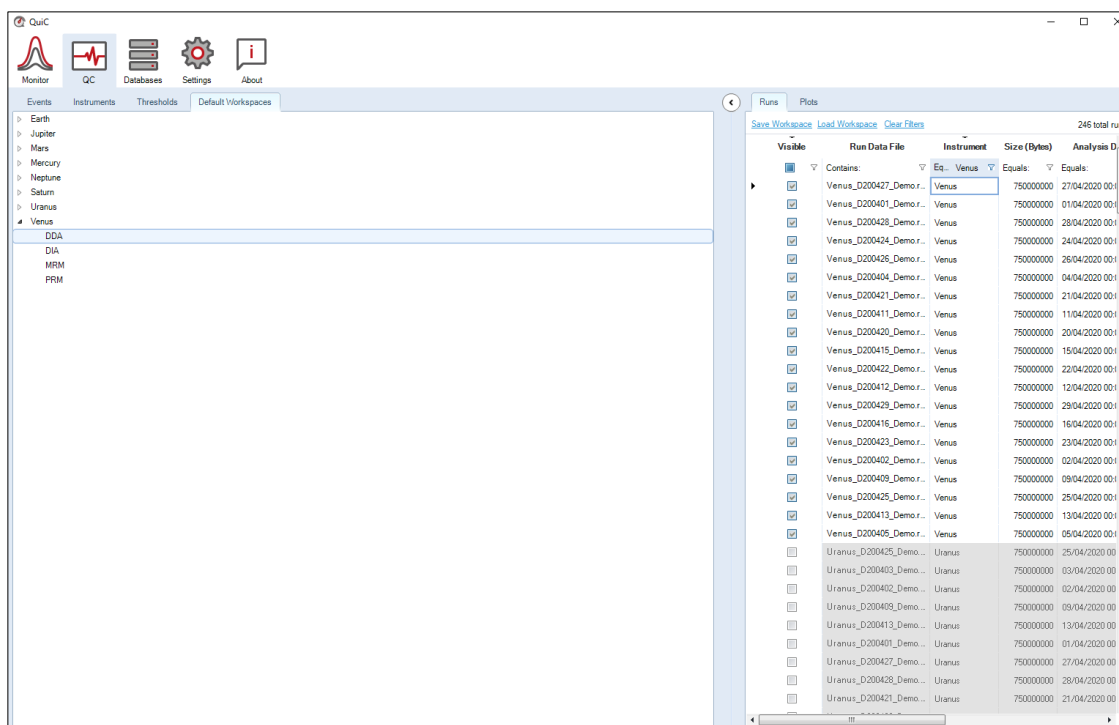 QuiC
Monitor QC Databases Settings About
Events Instruments Thresholds Default Workspaces
Earth
Jupiter
Mars
Mercury
Neptune
Saturn
Uranus
Venus
DDA
DIA
MRM
PRM
Runs Plots
Save Workspace Load Workspace Clear Filters 246 total ru
Visible Run Data File Instrument Size (Bytes) Analysis D
Contains: Eq... Venus Equals: Equals:
Venus_D200427_Demo.r... Venus 750000000 27/04/2020 00:
Venus_D200401_Demo.r... Venus 750000000 01/04/2020 00:
Venus_D200428_Demo.r... Venus 750000000 28/04/2020 00:
Venus_D200424_Demo.r... Venus 750000000 24/04/2020 00:
Venus_D200426_Demo.r... Venus 750000000 26/04/2020 00:
Venus_D200404_Demo.r... Venus 750000000 04/04/2020 00:
Venus_D200421_Demo.r... Venus 750000000 21/04/2020 00:
Venus_D200411_Demo.r... Venus 750000000 11/04/2020 00:
Venus_D200420_Demo.r... Venus 750000000 20/04/2020 00:
Venus_D200415_Demo.r... Venus 750000000 15/04/2020 00:
Venus_D200422_Demo.r... Venus 750000000 22/04/2020 00:
Venus_D200412_Demo.r... Venus 750000000 12/04/2020 00:
Venus_D200429_Demo.r... Venus 750000000 29/04/2020 00:
Venus_D200416_Demo.r... Venus 750000000 16/04/2020 00:
Venus_D200423_Demo.r... Venus 750000000 23/04/2020 00:
Venus_D200402_Demo.r... Venus 750000000 02/04/2020 00:
Venus_D200409_Demo.r... Venus 750000000 09/04/2020 00:
Venus_D200425_Demo.r... Venus 750000000 25/04/2020 00:
Venus_D200413_Demo.r... Venus 750000000 13/04/2020 00:
Venus_D200405_Demo.r... Venus 750000000 05/04/2020 00:
Uranus_D200425_Demo... Uranus 750000000 25/04/2020 00
Uranus_D200403_Demo... Uranus 750000000 03/04/2020 00
Uranus_D200402_Demo... Uranus 750000000 02/04/2020 00
Uranus_D200409_Demo... Uranus 750000000 09/04/2020 00
Uranus_D200413_Demo... Uranus 750000000 13/04/2020 00
Uranus_D200401_Demo... Uranus 750000000 01/04/2020 00
Uranus_D200427_Demo... Uranus 750000000 27/04/2020 00
Uranus_D200428_Demo... Uranus 750000000 28/04/2020 00
Uranus_D200421_Demo... Uranus 750000000 21/04/2020 00